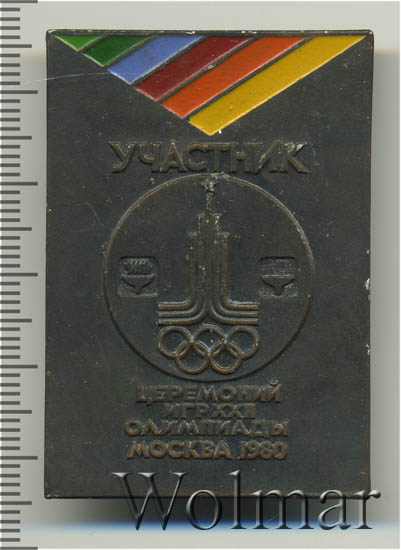 УЧАСТНИК
ЦЕРЕМОНИЙ
ИГР XXII
ОЛИМПИАДЫ
МОСКВА 1980
Wolmar